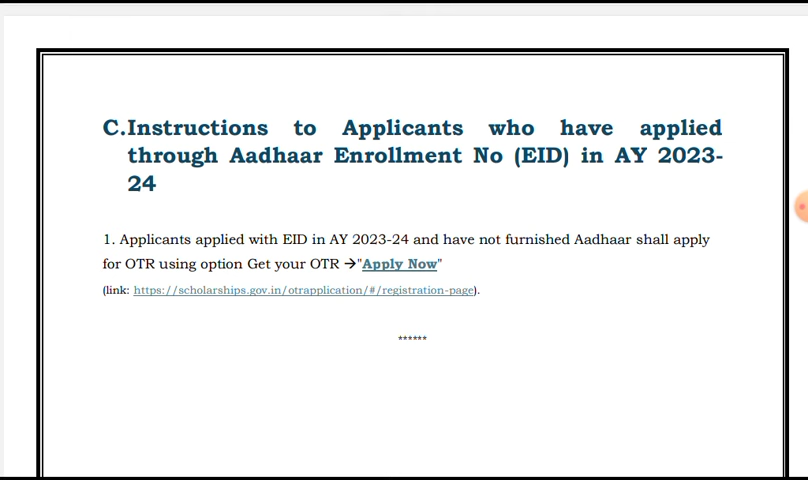 C.Instructions to Applicants who have applied
through Aadhaar Enrollment No (EID) in AY 2023-
24
1. Applicants applied with EID in AY 2023-24 and have not furnished Aadhaar shall apply
for OTR using option Get your OTR →"Apply Now"
(link: https://scholarships.gov.in/otrapplication/#/registration-page).
******